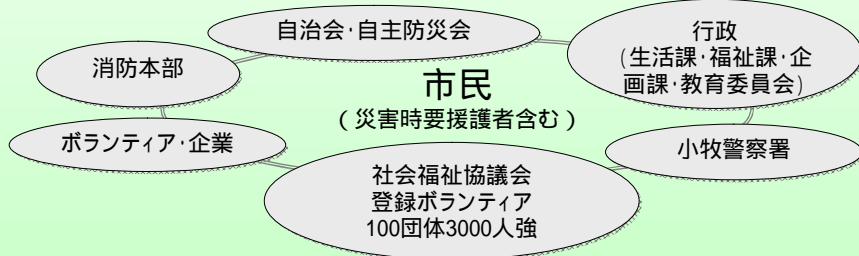 自治会･自主防災会
行政
(生活課･福祉課･企
画課･教育委員会)
消防本部
市民
（災害時要援護者含む）
ボランティア･企業
小牧警察署
社会福祉協議会
登録ボランティア
100団体3000人強